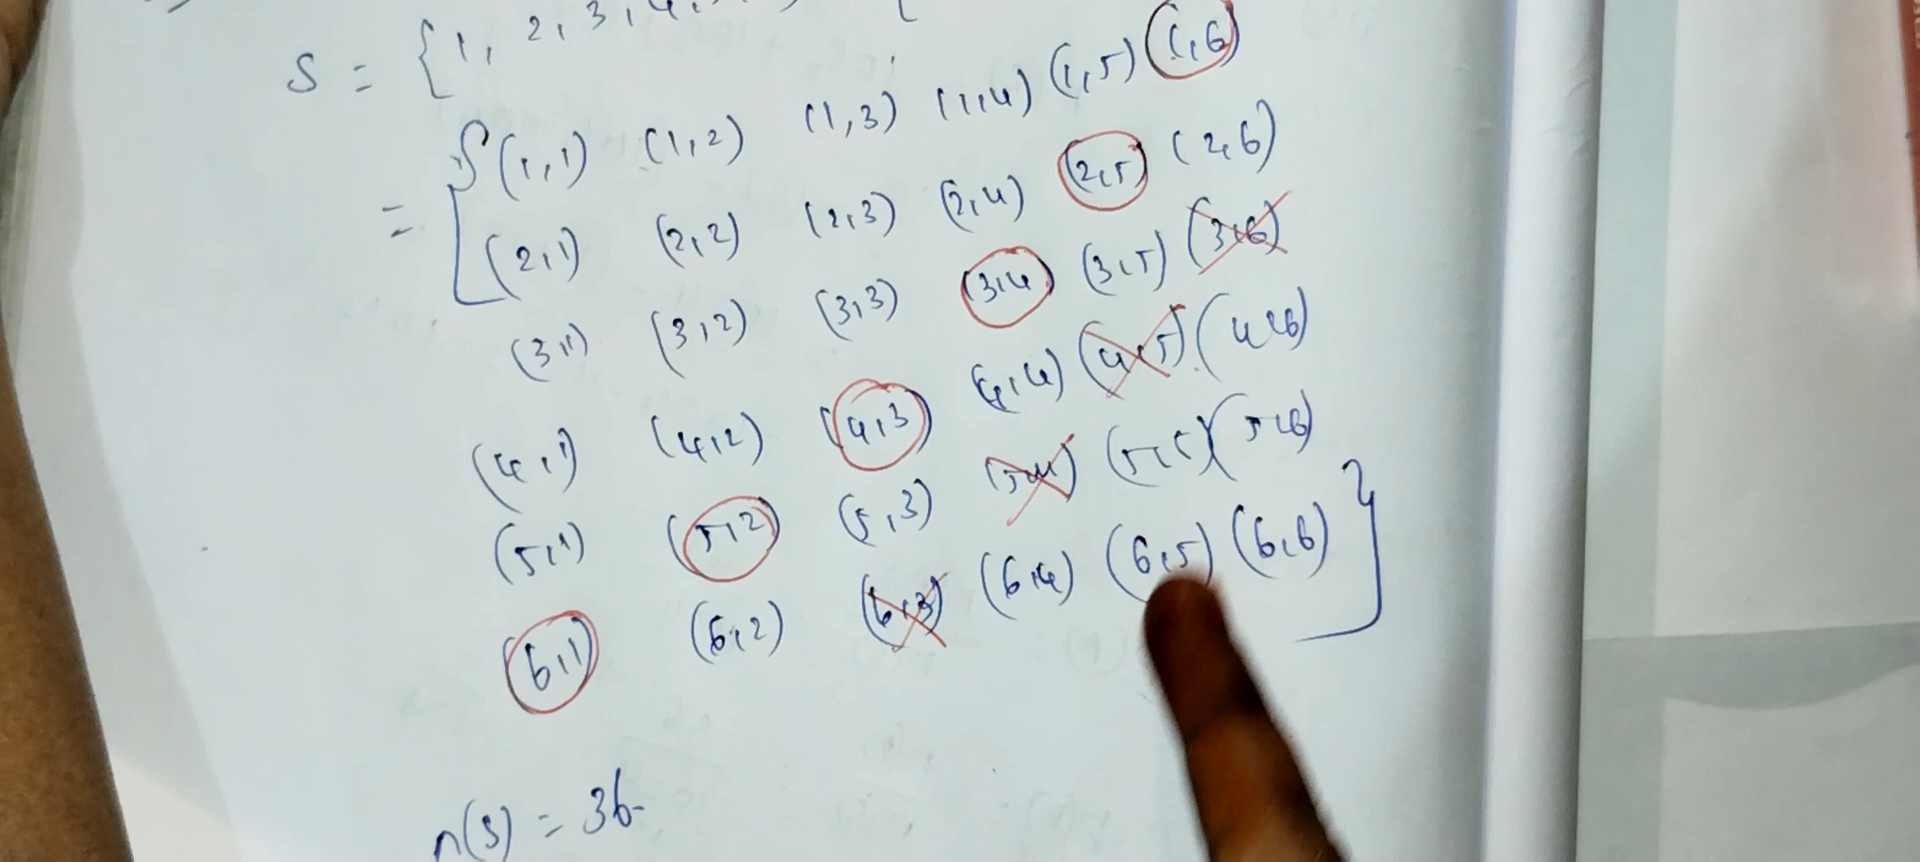 S = {1, 2, 3, 4,
{(1,1) (1,2) (1,3) (1,4) (1,5) (1,6)
= (2,1) (2,2) (2,3) (2,4) (2,5) (2,6)
(3,1) (3,2) (3,3) (3,4) (3,5) (3,6)
(4,1) (4,2) (4,3) (4,4) (4,5) (4,6)
(5,1) (5,2) (5,3) (5,4) (5,5) (5,6)
(6,1) (6,2) (6,3) (6,4) (6,5) (6,6) }
n(S) = 36